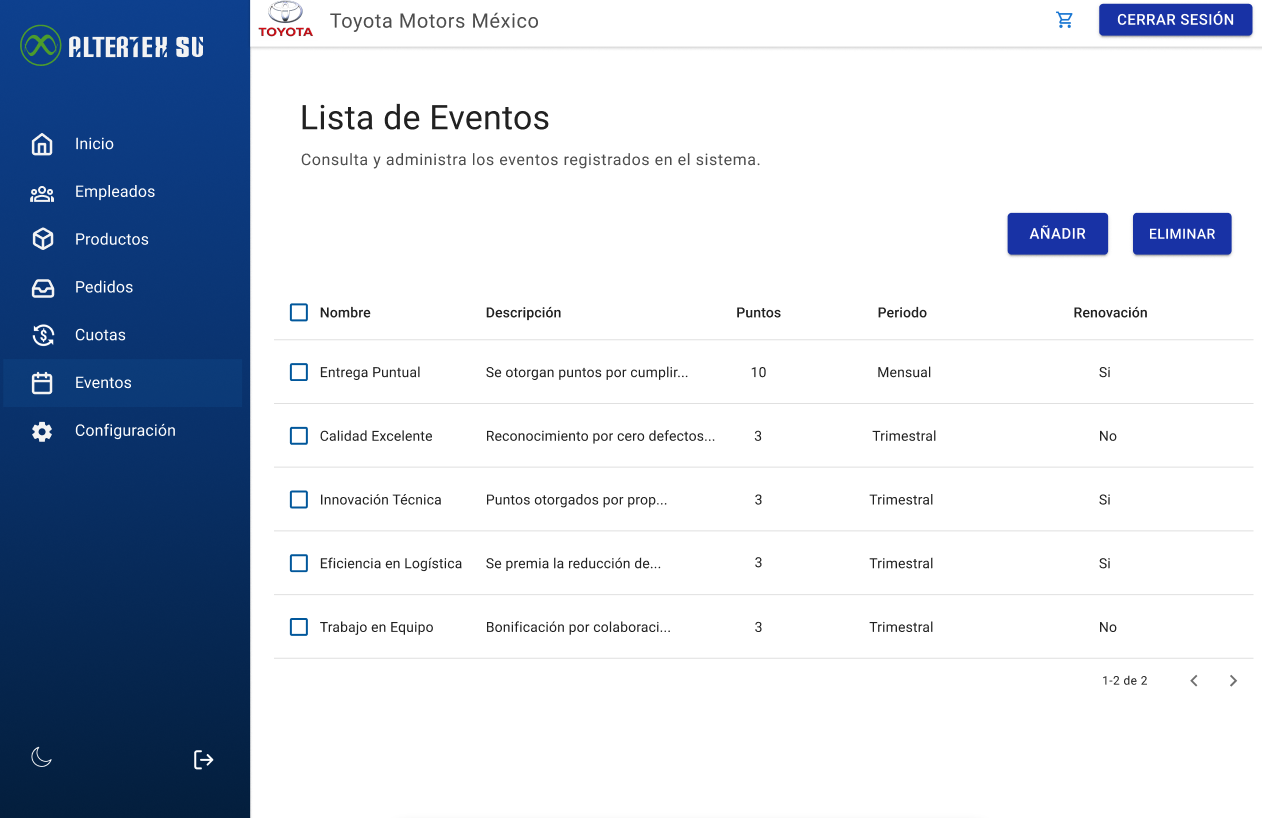 ALTERTEX SU
TOYOTA
Toyota Motors México
CERRAR SESIÓN
Inicio
Empleados
Productos
Pedidos
Cuotas
Eventos
Configuración
Lista de Eventos
Consulta y administra los eventos registrados en el sistema.
AÑADIR ELIMINAR
Nombre Descripción Puntos Periodo Renovación
Entrega Puntual Se otorgan puntos por cumplir... 10 Mensual Si
Calidad Excelente Reconocimiento por cero defectos... 3 Trimestral No
Innovación Técnica Puntos otorgados por prop... 3 Trimestral Si
Eficiencia en Logística Se premia la reducción de... 3 Trimestral Si
Trabajo en Equipo Bonificación por colaboraci... 3 Trimestral No
1-2 de 2